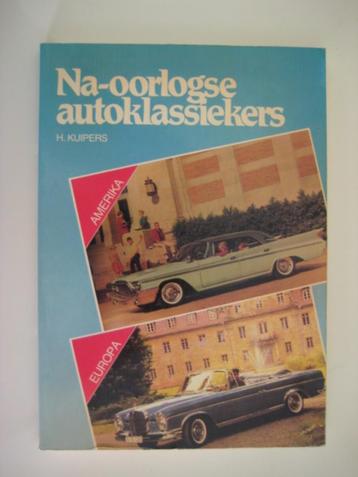 Na-oorlogse
autoklassiekers
H. KUIPERS
AMERIKA
EUROPA